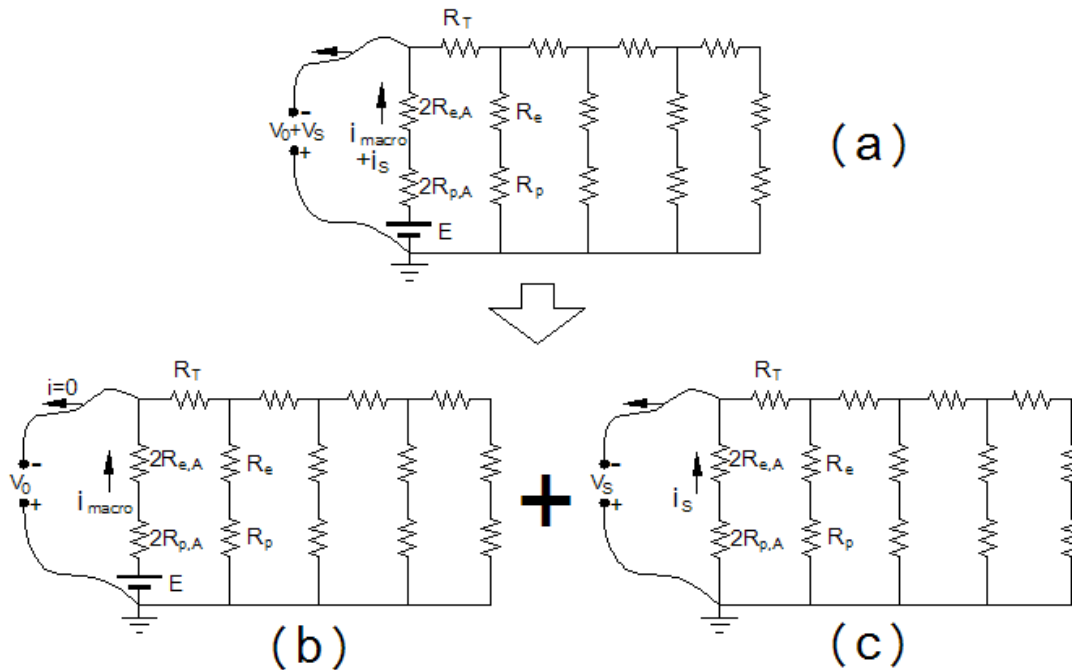 R_T
2R_e,A
R_e
V_0+V_S
-
+
i_macro
+i_S
2R_p,A
R_p
E
(a)
i=0
R_T
R_T
2R_e,A
R_e
V_0
-
+
i_macro
2R_p,A
R_p
E
+
2R_e,A
R_e
V_S
-
+
i_S
2R_p,A
R_p
(b)
(c)